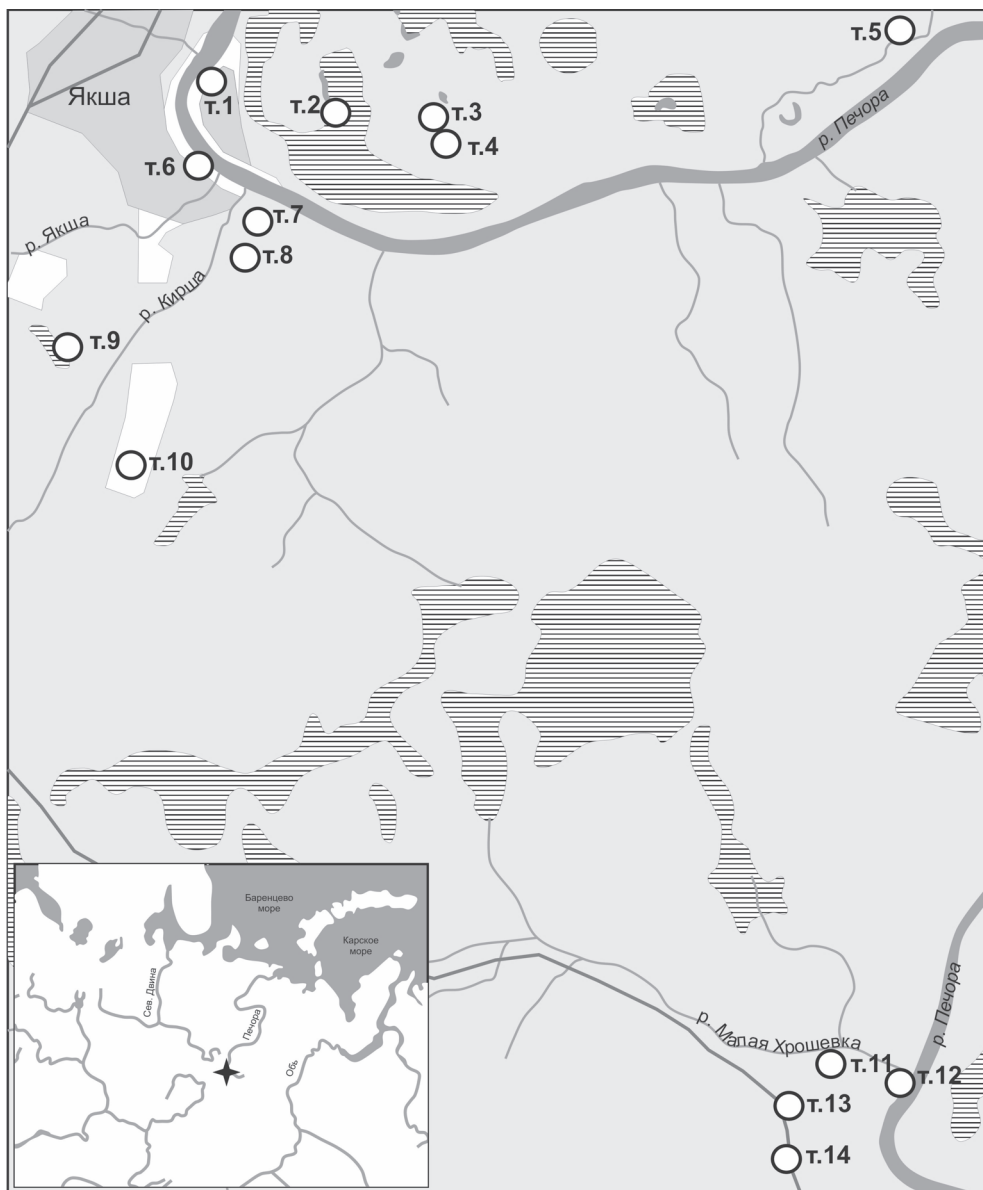 т.5
Якша
т.1
т.2
т.3
т.4
р. Печора
т.6
т.7
р. Якша
т.8
р. Кирша
т.9
т.10
Баренцево
море
Карское
море
Сев. Двина
Печора
Обь
р. Печора
р. Мапая Хрошевка
т.11
т.12
т.13
т.14